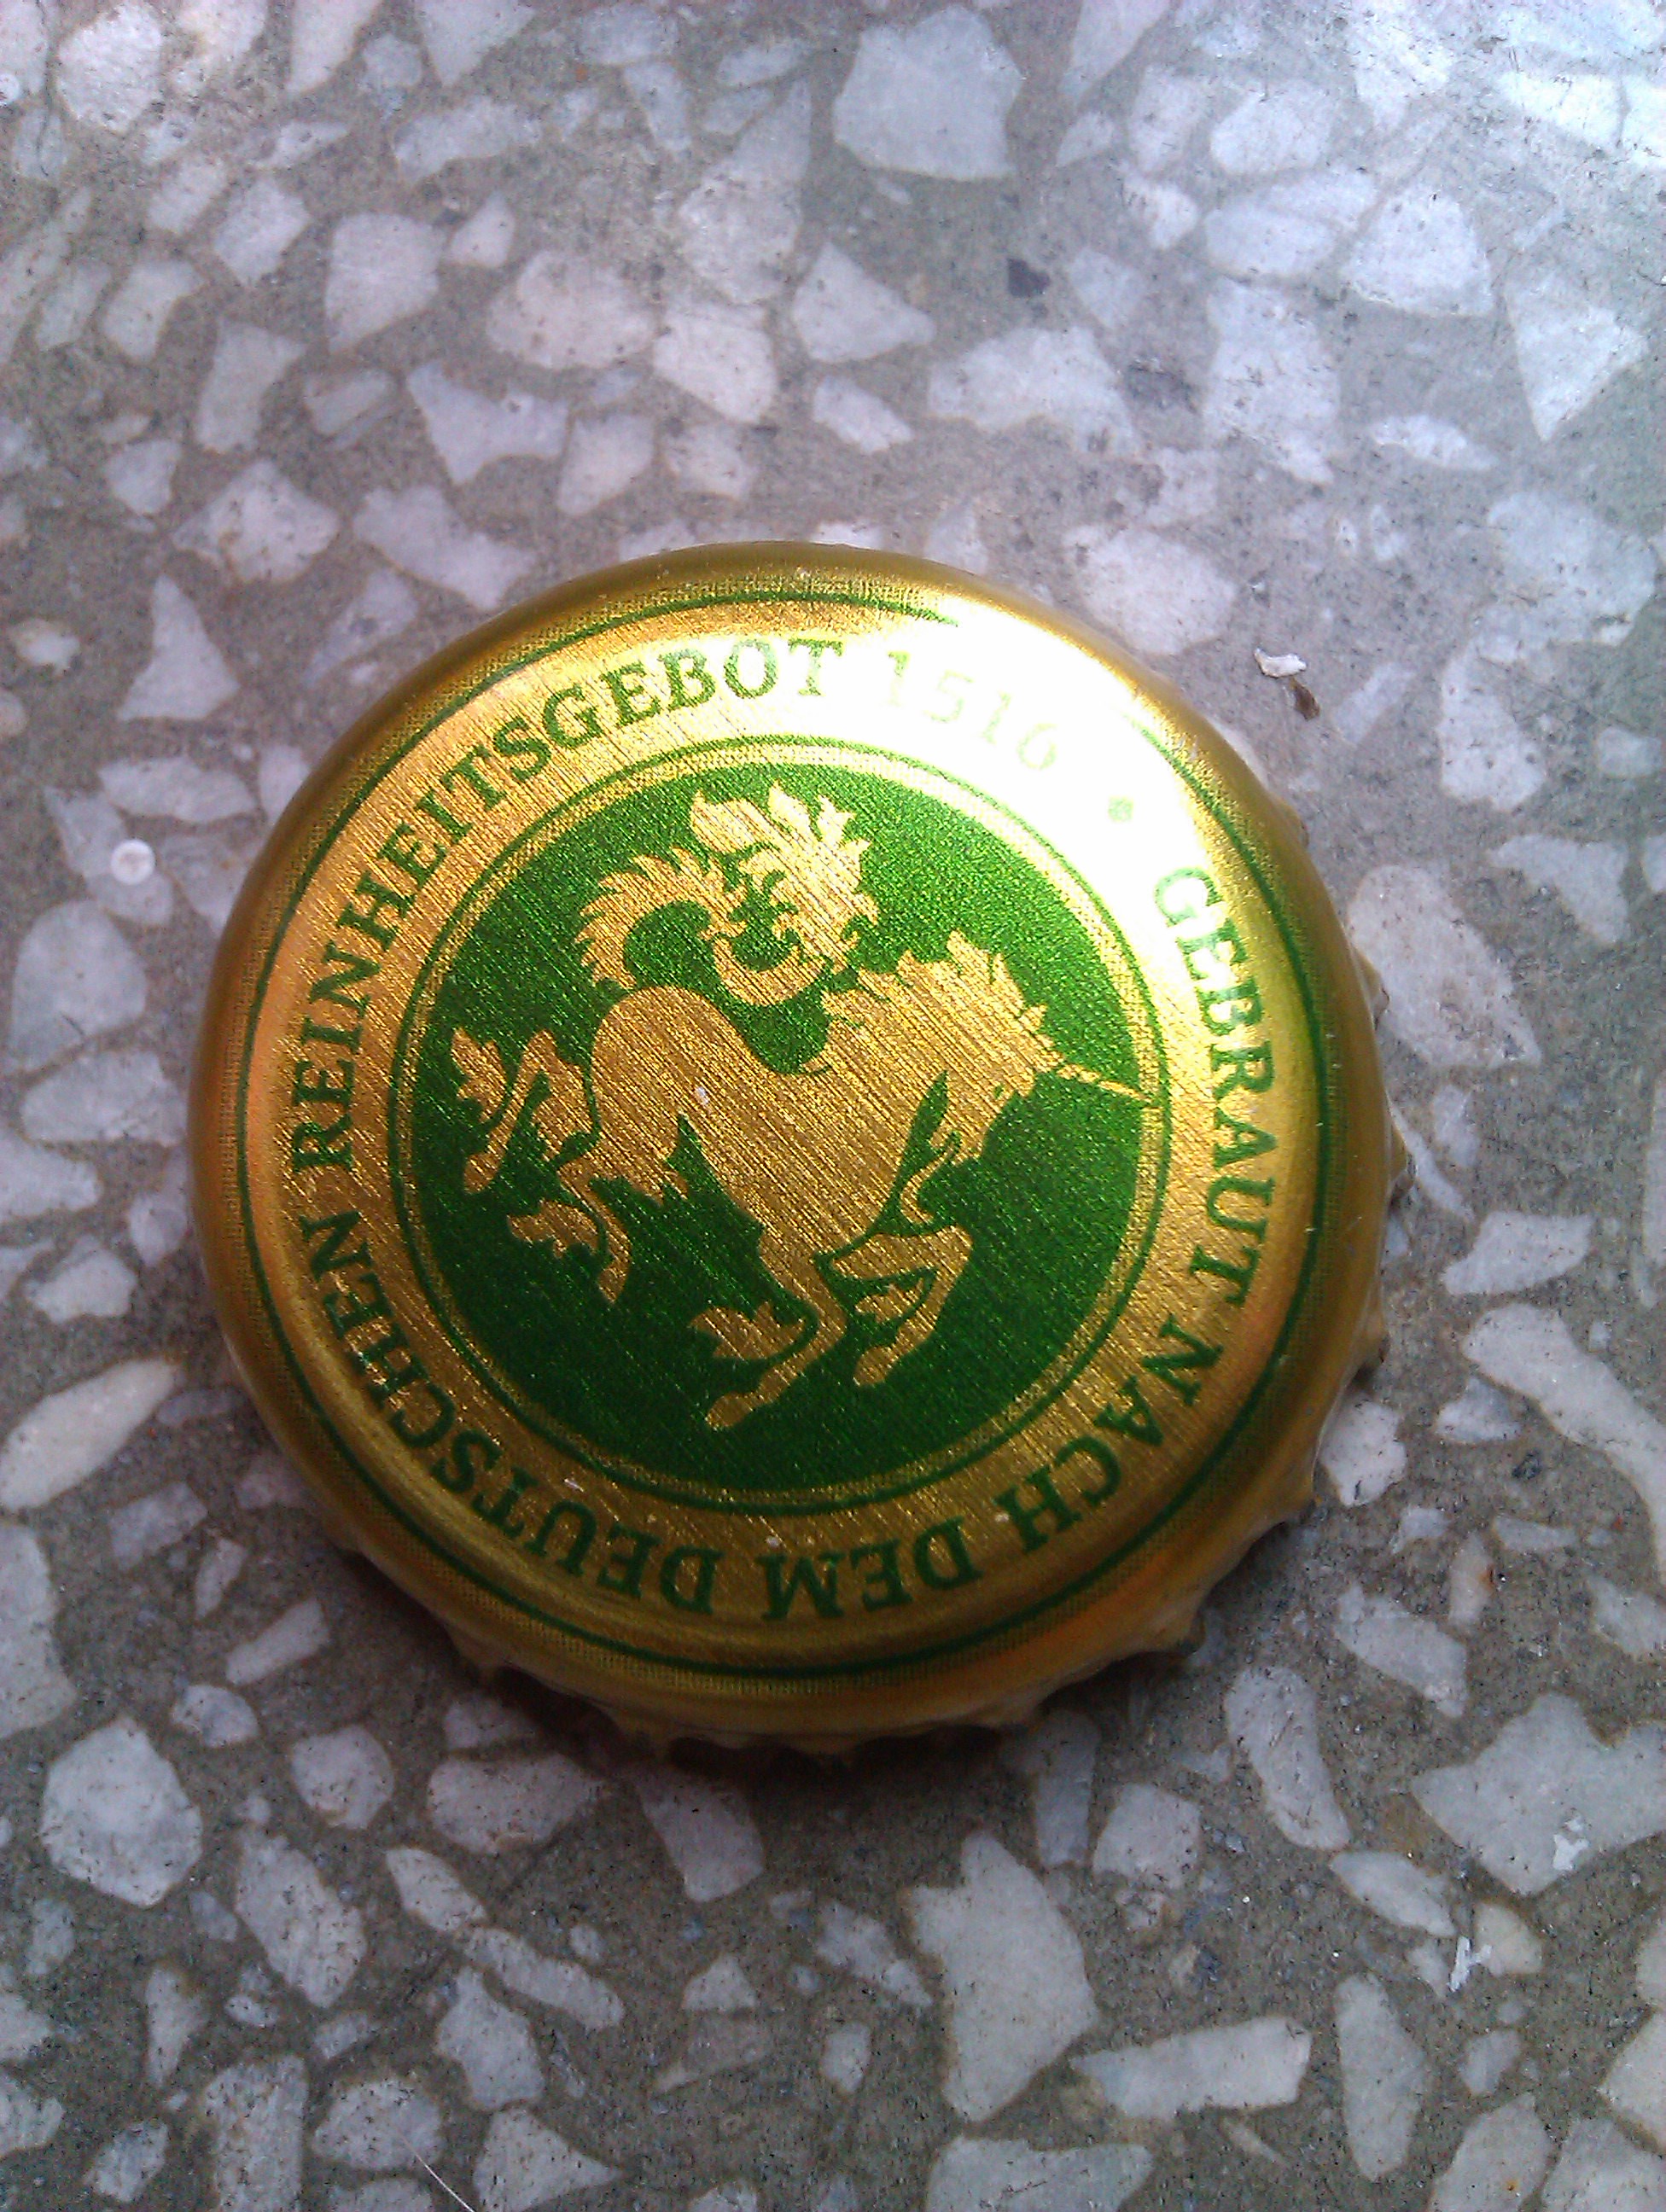 GEBRAUT NACH DEM DEUTSCHEN REINHEITSGEBOT 1516 •